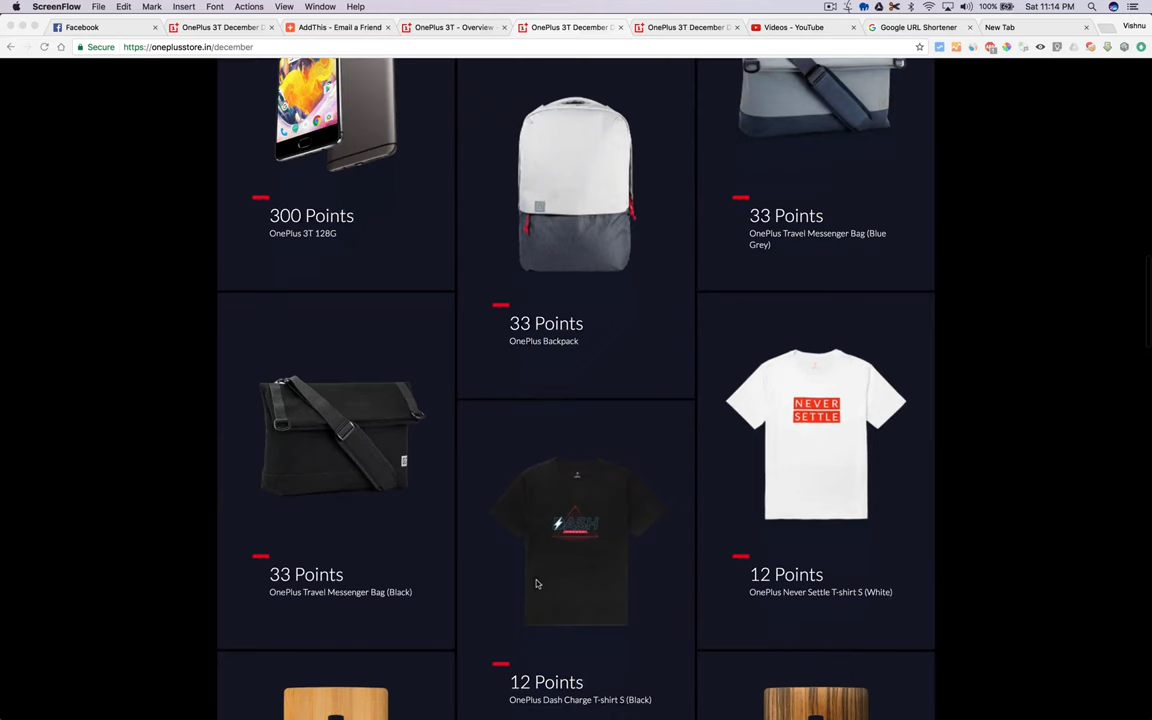 ScreenFlow File Edit Mark Insert Font Actions View Window Help 100% Sat 11:14 PM
Facebook OnePlus 3T December D AddThis - Email a Friend OnePlus 3T - Overview OnePlus 3T December D OnePlus 3T December D Videos - YouTube Google URL Shortener New Tab Vishnu
Secure https://oneplusstore.in/december
300 Points
OnePlus 3T 128G
33 Points
OnePlus Travel Messenger Bag (Blue
Grey)
33 Points
OnePlus Backpack
NEVER
SETTLE
DASH
33 Points
OnePlus Travel Messenger Bag (Black)
12 Points
OnePlus Never Settle T-shirt S (White)
12 Points
OnePlus Dash Charge T-shirt S (Black)